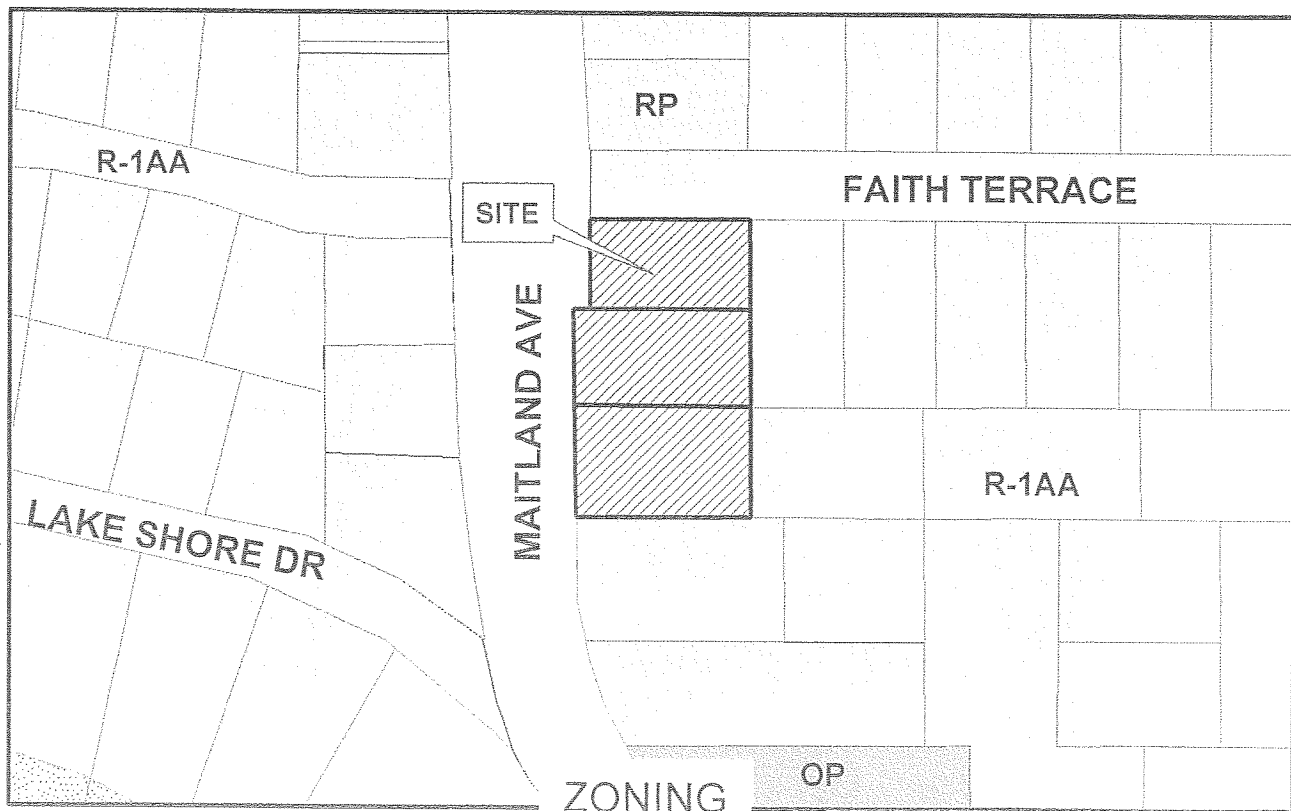 RP
R-1AA
FAITH TERRACE
SITE
MAITLAND AVE
R-1AA
LAKE SHORE DR
OP
ZONING